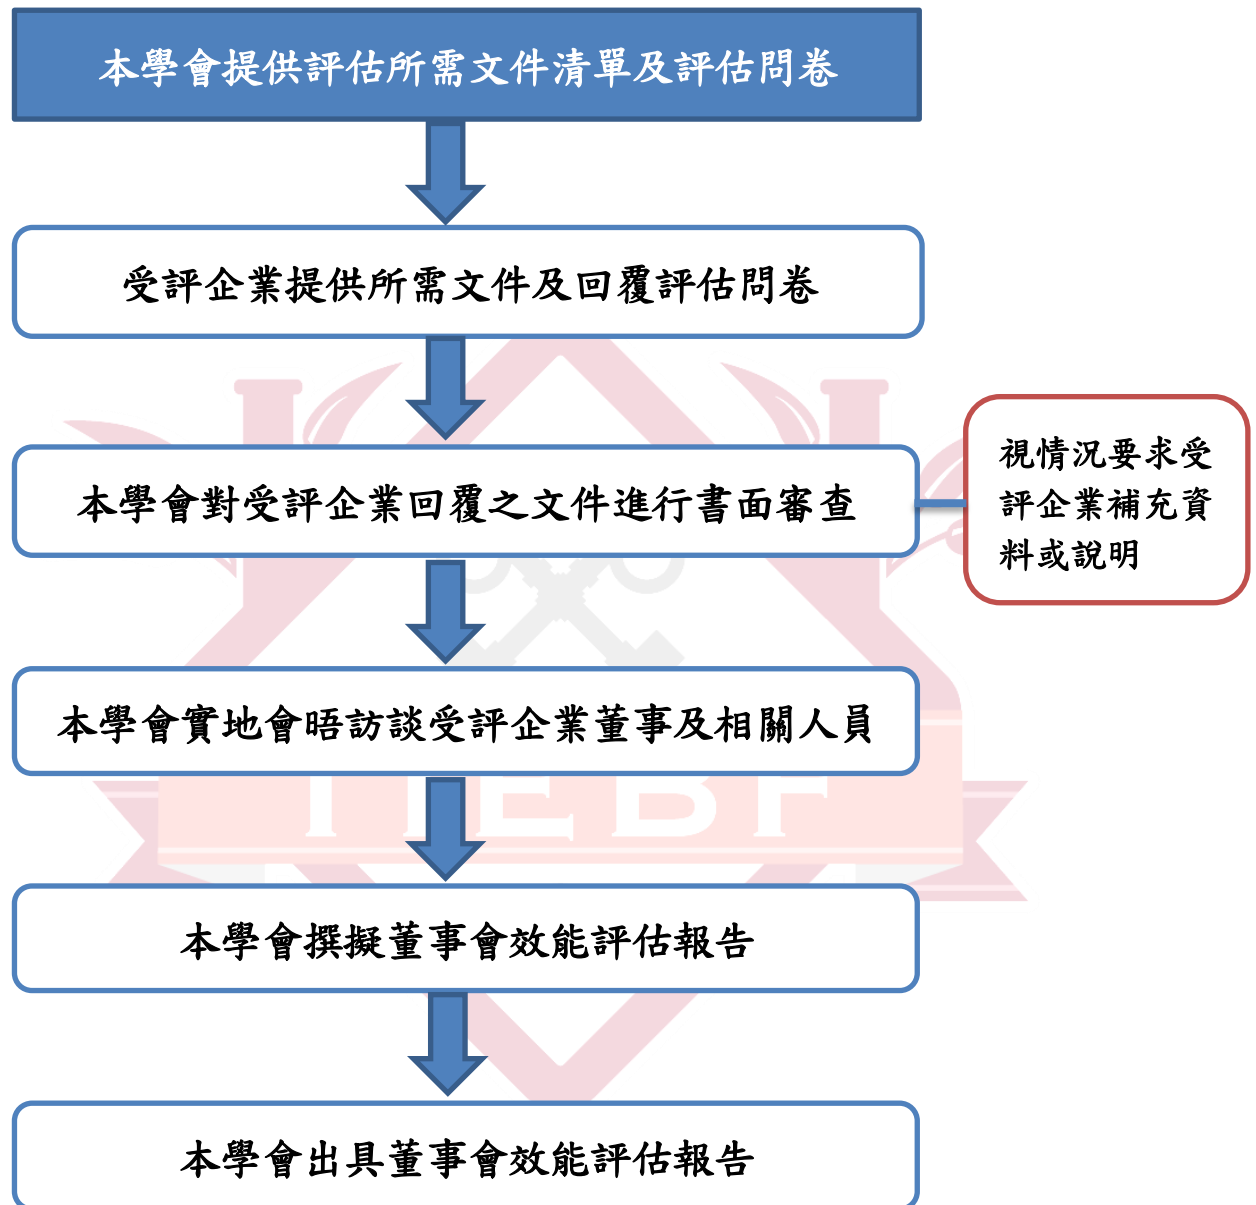 本學會提供評估所需文件清單及評估問卷
受評企業提供所需文件及回覆評估問卷
本學會對受評企業回覆之文件進行書面審查
視情況要求受
評企業補充資
料或說明
本學會實地會晤訪談受評企業董事及相關人員
本學會撰擬董事會效能評估報告
本學會出具董事會效能評估報告